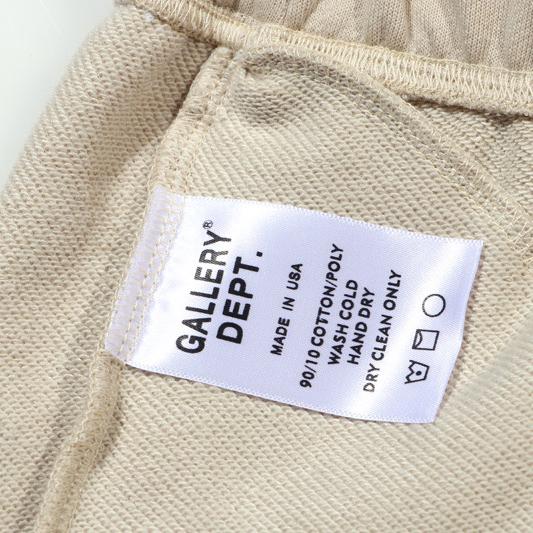 GALLERY®
DEPT.
MADE IN USA
90/10 COTTON/POLY
WASH COLD
HAND DRY
DRY CLEAN ONLY